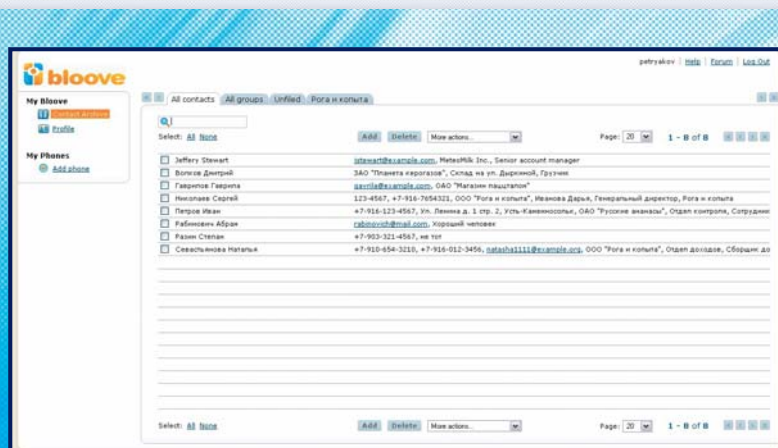 petryakov | Help | Forum | Log Out
bloove
My Bloove
Contact Archive
Profile
My Phones
Add phone
All contacts All groups Unfiled Рога и копыта
Select: All None Add Delete More actions... Page: 20 1 - 8 of 8
Jeffery Stewart jstewart@example.com, MetesMilk Inc., Senior account manager
Волков Дмитрий ЗАО "Планета керогазов", Склад на ул. Дыркиной, Грузчик
Гаврилов Гаврила gavrila@example.com, ОАО "Магазин пацталом"
Николаев Сергей 123-4567, +7-916-7654321, ООО "Рога и копыта", Иванова Дарья, Генеральный директор, Рога и копыта
Петров Иван +7-916-123-4567, Ул. Ленина д. 1 стр. 2, ОАО "Русские ананасы", Отдел контроля, Сотрудник
Рабинович Абрам rabinovich@mail.com, Хороший человек
Разин Степан +7-903-321-4567, не тот
Севастьянова Наталья +7-910-654-3210, +7-916-012-3456, natasha1111@example.org, ООО "Рога и копыта", Отдел доходов, Сборщик до
Select: All None Add Delete More actions... Page: 20 1 - 8 of 8